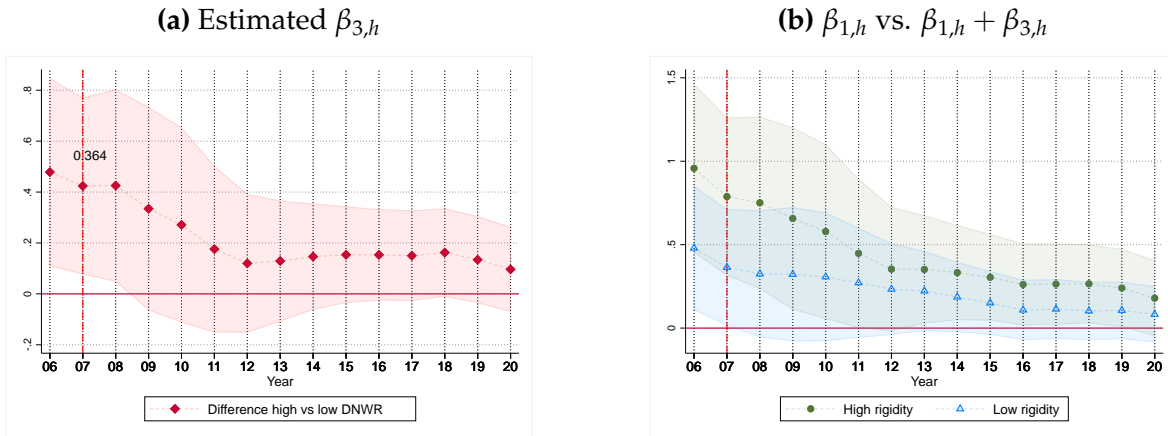 (a) Estimated β3,h
(b) β1,h vs. β1,h + β3,h
.8
.6
.4
.2
0
-.2
0.364
06 07 08 09 10 11 12 13 14 15 16 17 18 19 20
Year
Difference high vs low DNWR
1.5
1
.5
0
06 07 08 09 10 11 12 13 14 15 16 17 18 19 20
Year
High rigidity Low rigidity